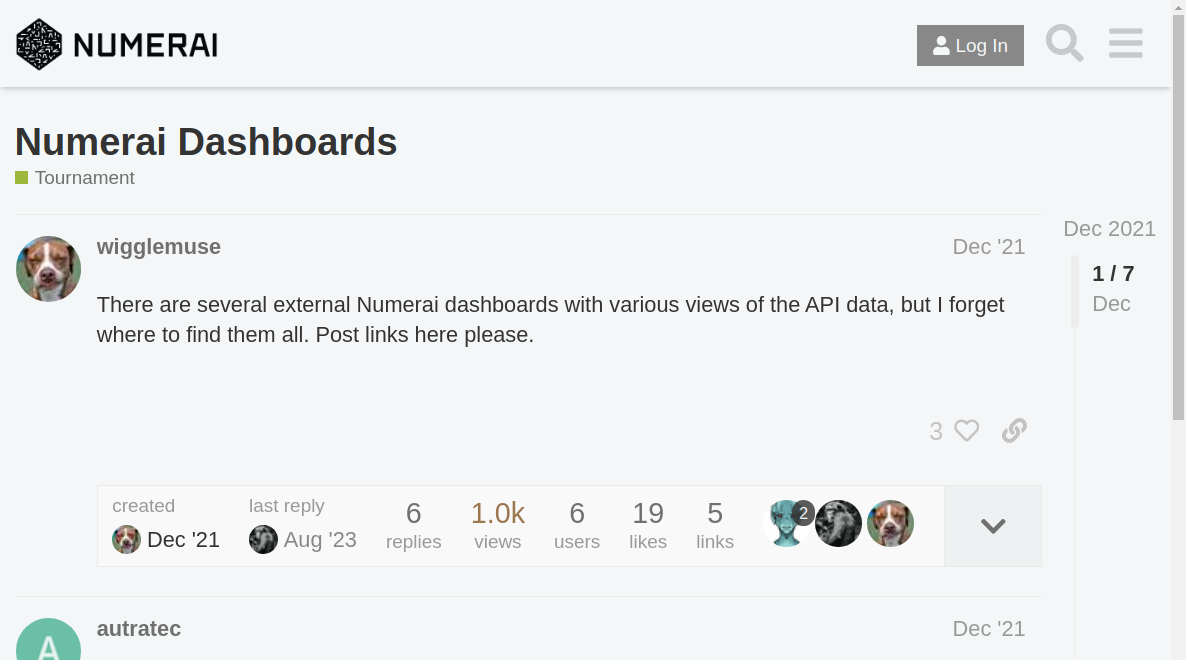 NUMERAI
Log In
Numerai Dashboards
Tournament
Dec 2021
wigglemuse
Dec '21
1 / 7
Dec
There are several external Numerai dashboards with various views of the API data, but I forget
where to find them all. Post links here please.
3
created
last reply
6
1.0k
6
19
5
2
Dec '21
Aug '23
replies
views
users
likes
links
autratec
Dec '21
A